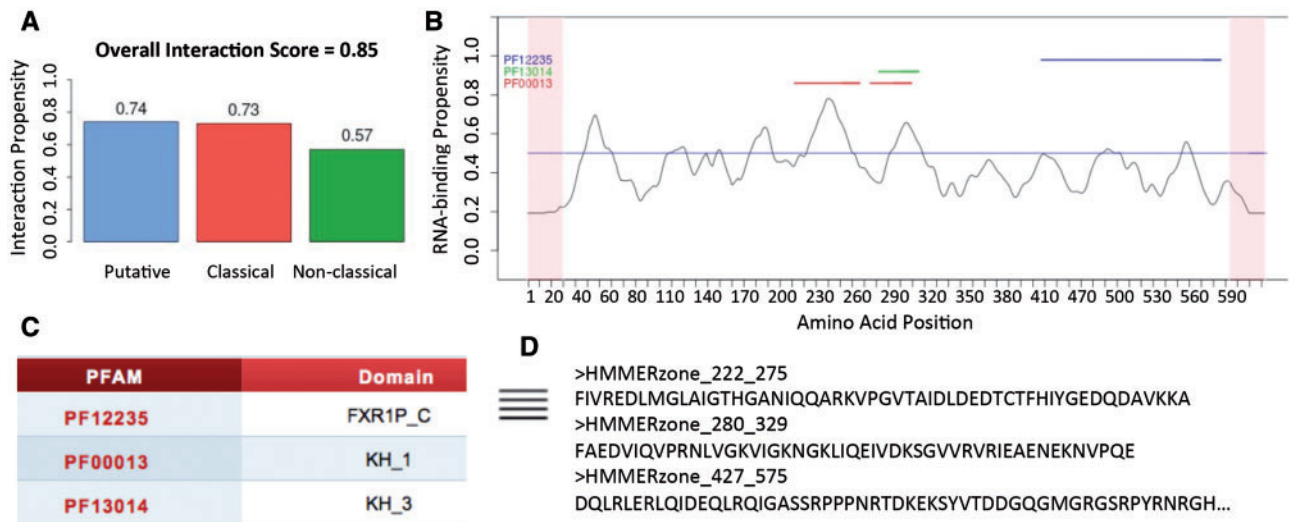 A
Overall Interaction Score = 0.85
Interaction Propensity
0.0 0.2 0.4 0.6 0.8 1.0
0.74
0.73
0.57
Putative
Classical
Non-classical
B
RNA-binding Propensity
0.0 0.2 0.4 0.6 0.8 1.0
PF12235
PF13014
PF00013
1 20 40 60 80 110 140 170 200 230 260 290 320 350 380 410 470 500 530 560 590
Amino Acid Position
C
PFAM Domain
PF12235 FXR1P_C
PF00013 KH_1
PF13014 KH_3
D
>HMMERzone_222_275
FIVREDLMGLAIGTHGANIQQARKVPGVTAIDLDEDTCTFHIYGEDQDAVKKA
>HMMERzone_280_329
FAEDVIQVPRNLVGKVIGKNGKLIQEIVDKSGVVRVRIEAENEKNVPQE
>HMMERzone_427_575
DQLRLERLQIDEQLRQIGASSRPPPNRTDKEKSYVTDDGQGMGRGSRPYRNRGH...